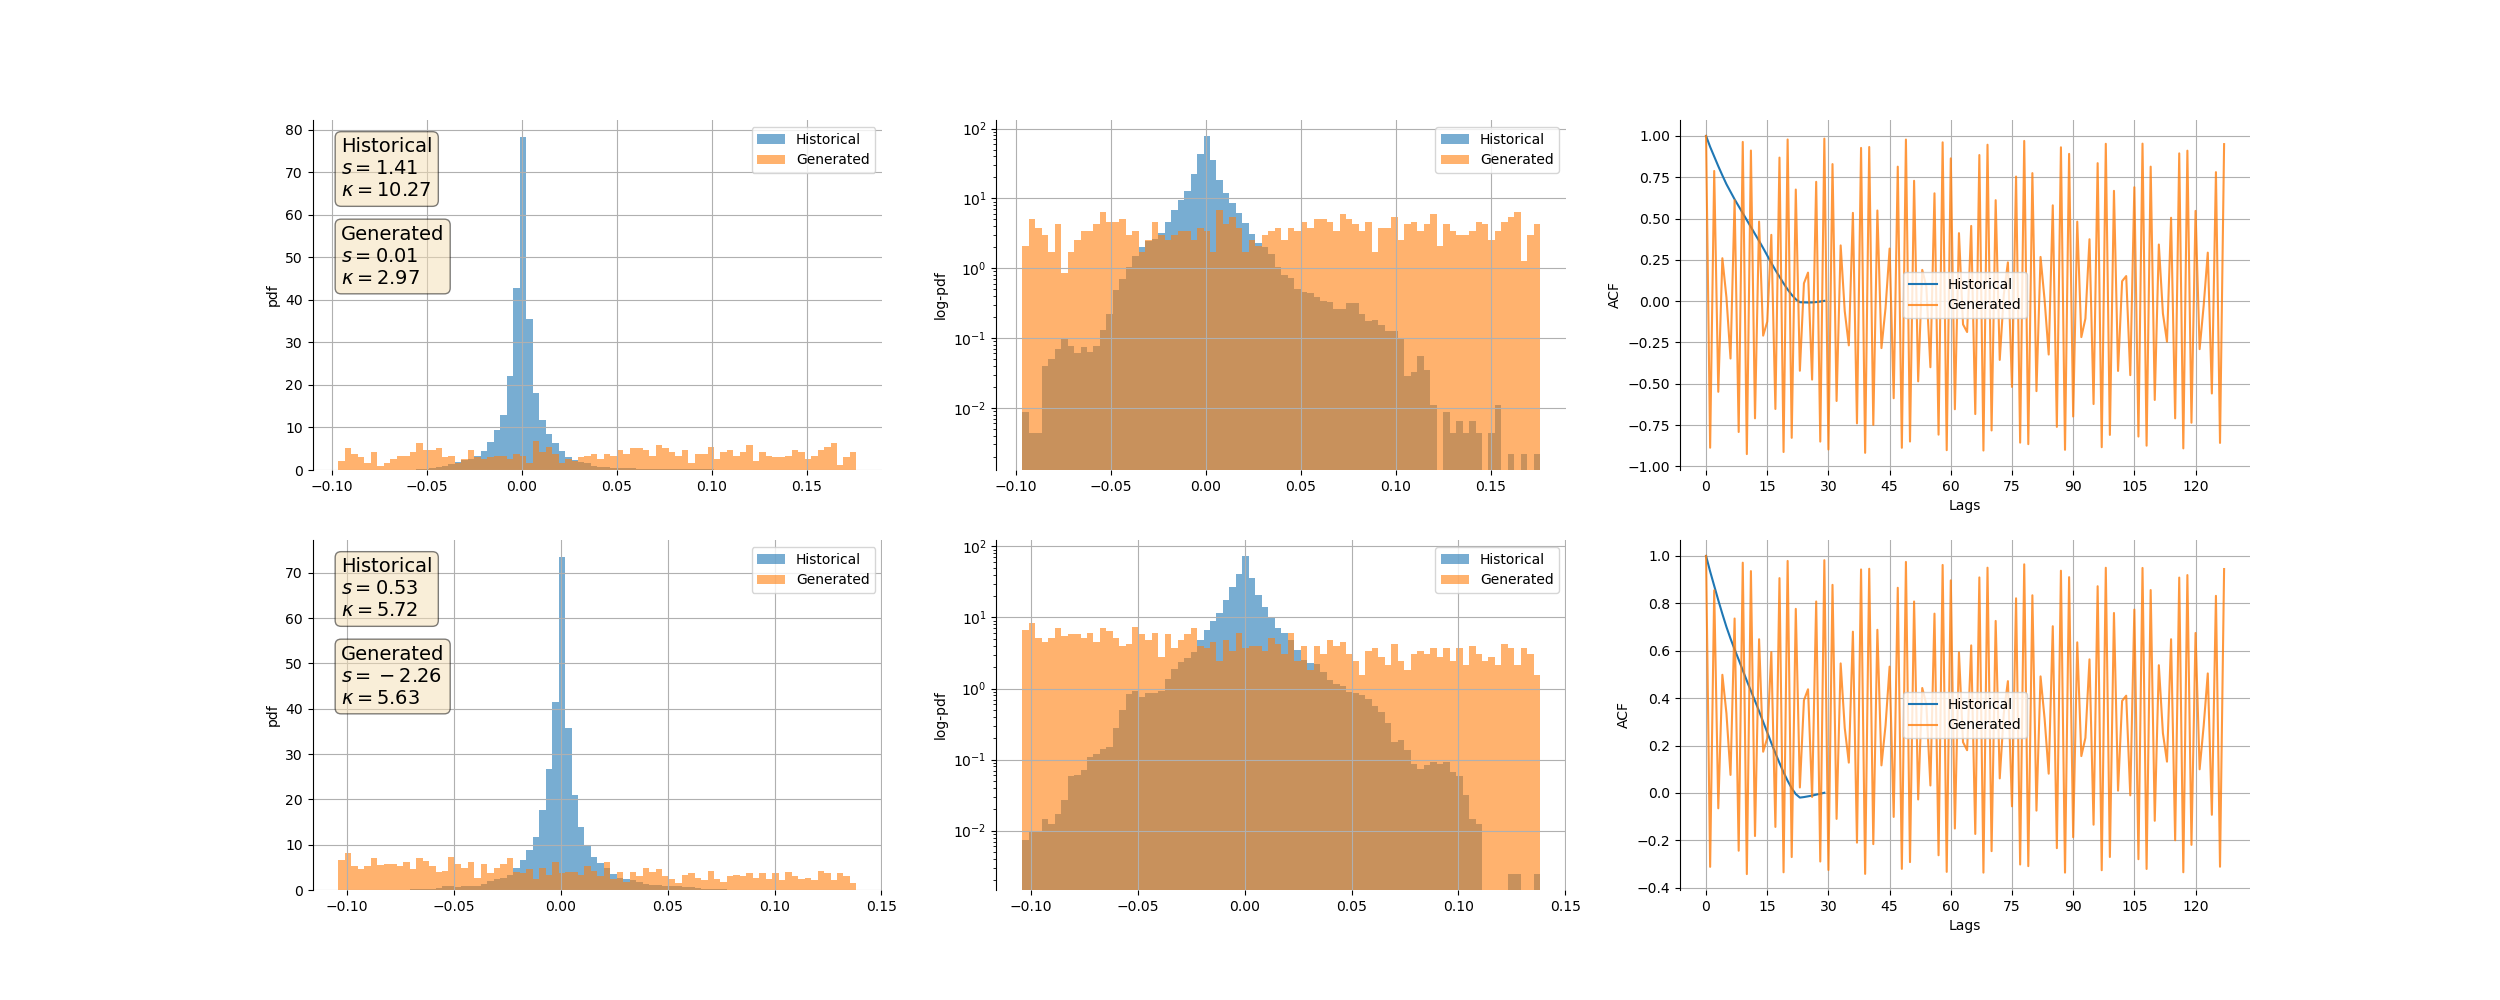 80
70
60
50
40
30
20
10
0
pdf
Historical
s = 1.41
κ = 10.27
Generated
s = 0.01
κ = 2.97
Historical
Generated
−0.10 −0.05 0.00 0.05 0.10 0.15
10²
10¹
10⁰
10⁻¹
10⁻²
log-pdf
Historical
Generated
−0.10 −0.05 0.00 0.05 0.10 0.15
1.00
0.75
0.50
0.25
0.00
−0.25
−0.50
−0.75
−1.00
ACF
Historical
Generated
0 15 30 45 60 75 90 105 120
Lags
70
60
50
40
30
20
10
0
pdf
Historical
s = 0.53
κ = 5.72
Generated
s = −2.26
κ = 5.63
Historical
Generated
−0.10 −0.05 0.00 0.05 0.10 0.15
10²
10¹
10⁰
10⁻¹
10⁻²
log-pdf
Historical
Generated
−0.10 −0.05 0.00 0.05 0.10 0.15
1.0
0.8
0.6
0.4
0.2
0.0
−0.2
−0.4
ACF
Historical
Generated
0 15 30 45 60 75 90 105 120
Lags